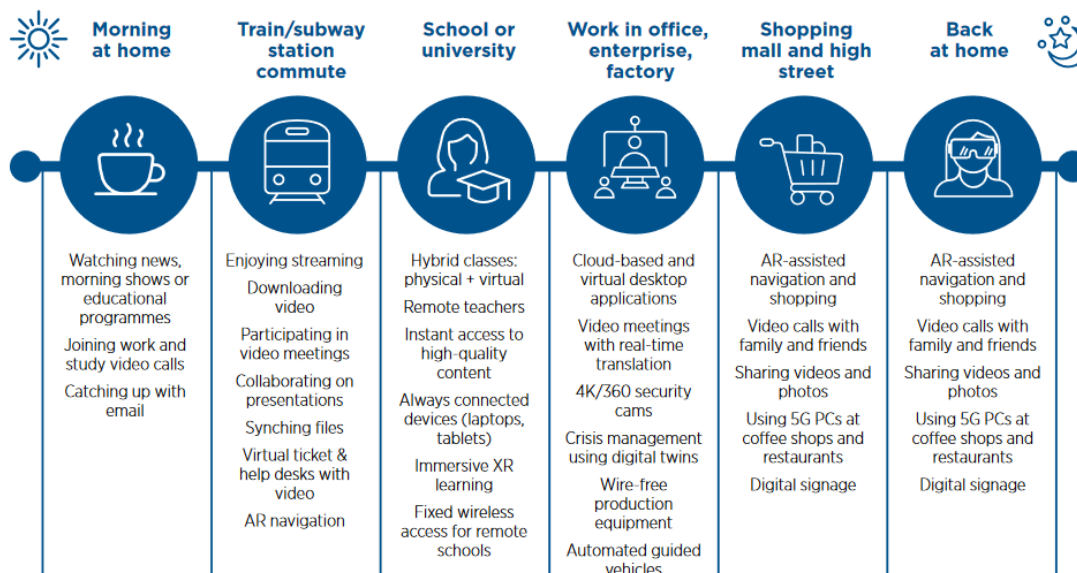 Morning
at home
Train/subway
station
commute
School or
university
Work in office,
enterprise,
factory
Shopping
mall and high
street
Back
at home
Watching news,
morning shows or
educational
programmes
Joining work and
study video calls
Catching up with
email
Enjoying streaming
Downloading
video
Participating in
video meetings
Collaborating on
presentations
Synching files
Virtual ticket &
help desks with
video
AR navigation
Hybrid classes:
physical + virtual
Remote teachers
Instant access to
high-quality
content
Always connected
devices (laptops,
tablets)
Immersive XR
learning
Fixed wireless
access for remote
schools
Cloud-based and
virtual desktop
applications
Video meetings
with real-time
translation
4K/360 security
cams
Crisis management
using digital twins
Wire-free
production
equipment
Automated guided
vehicles
AR-assisted
navigation and
shopping
Video calls with
family and friends
Sharing videos and
photos
Using 5G PCs at
coffee shops and
restaurants
Digital signage
AR-assisted
navigation and
shopping
Video calls with
family and friends
Sharing videos and
photos
Using 5G PCs at
coffee shops and
restaurants
Digital signage